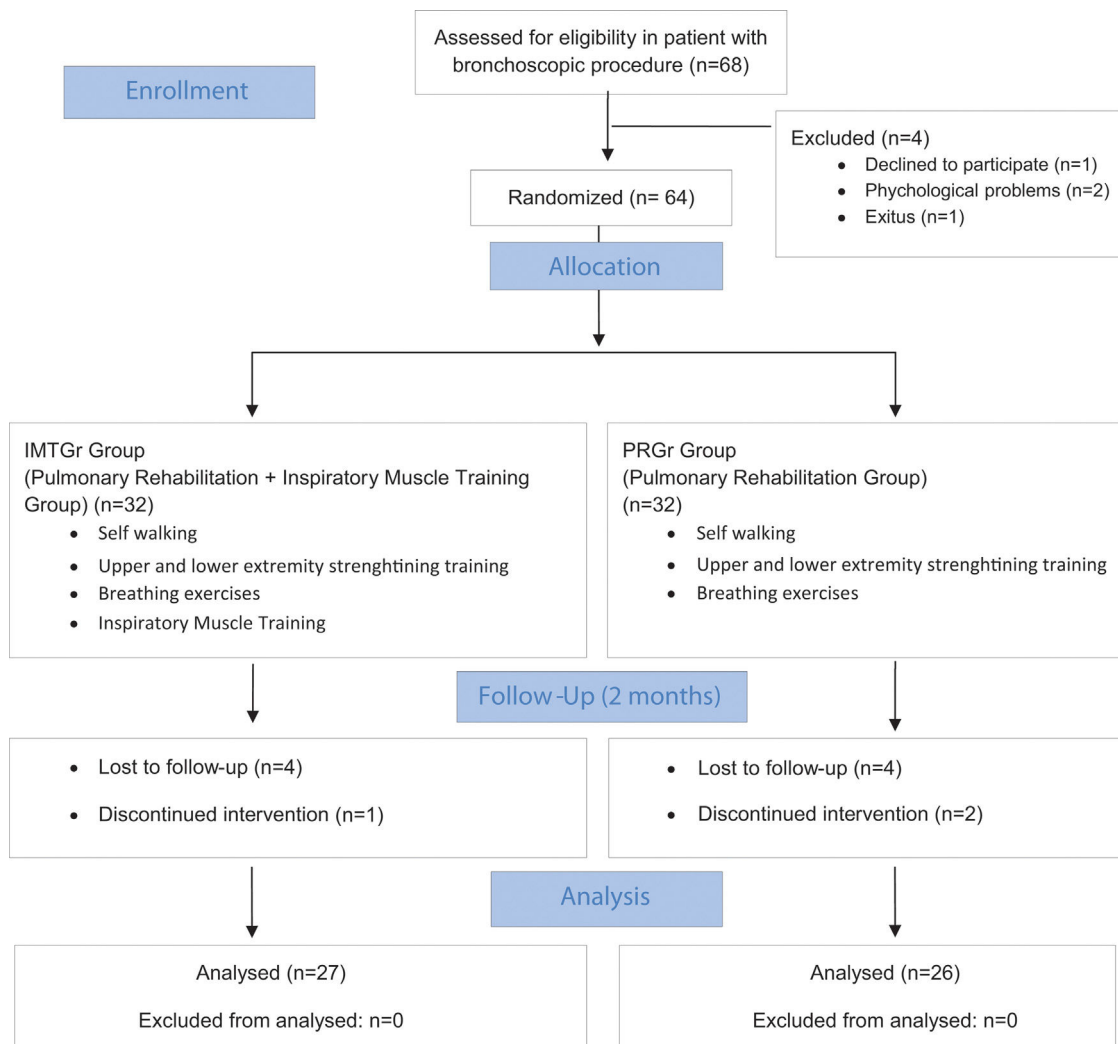 Assessed for eligibility in patient with
bronchoscopic procedure (n=68)
Enrollment
Excluded (n=4)
• Declined to participate (n=1)
• Phychological problems (n=2)
• Exitus (n=1)
Randomized (n= 64)
Allocation
IMTGr Group
(Pulmonary Rehabilitation + Inspiratory Muscle Training
Group) (n=32)
• Self walking
• Upper and lower extremity strenghtining training
• Breathing exercises
• Inspiratory Muscle Training
PRGr Group
(Pulmonary Rehabilitation Group)
(n=32)
• Self walking
• Upper and lower extremity strenghtining training
• Breathing exercises
Follow-Up (2 months)
• Lost to follow-up (n=4)
• Discontinued intervention (n=1)
• Lost to follow-up (n=4)
• Discontinued intervention (n=2)
Analysis
Analysed (n=27)
Excluded from analysed: n=0
Analysed (n=26)
Excluded from analysed: n=0